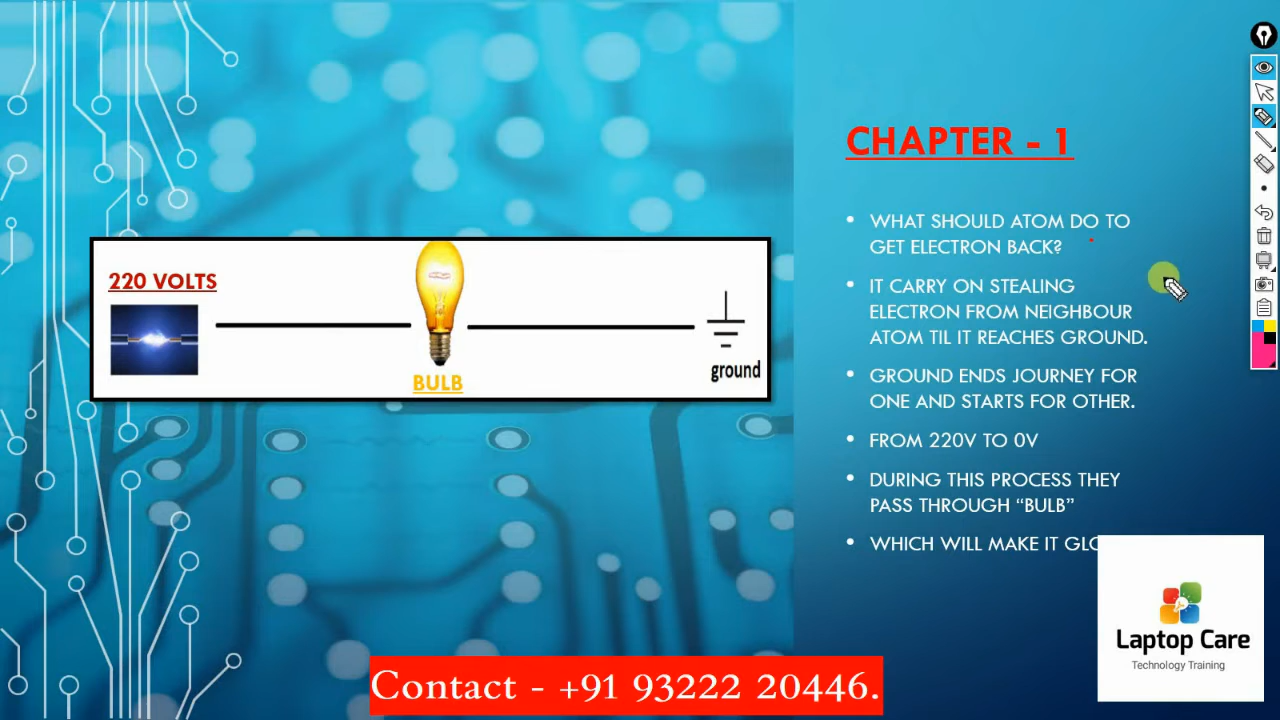 CHAPTER - 1
• WHAT SHOULD ATOM DO TO
GET ELECTRON BACK?
• IT CARRY ON STEALING
ELECTRON FROM NEIGHBOUR
ATOM TIL IT REACHES GROUND.
• GROUND ENDS JOURNEY FOR
ONE AND STARTS FOR OTHER.
• FROM 220V TO 0V
• DURING THIS PROCESS THEY
PASS THROUGH “BULB”
• WHICH WILL MAKE IT
220 VOLTS
BULB
ground
Laptop Care
Technology Training
Contact - +91 93222 20446.